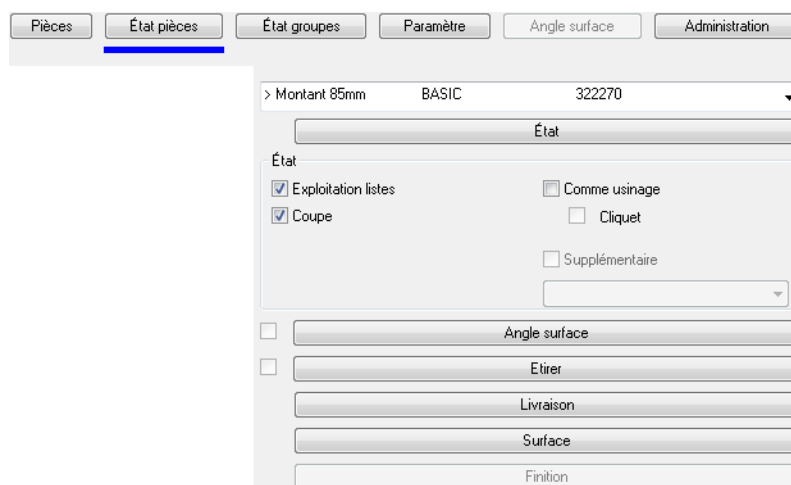 Pièces État pièces État groupes Paramètre Angle surface Administration
> Montant 85mm BASIC 322270
État
État
Exploitation listes Comme usinage
Coupe Cliquet
Supplémentaire
Angle surface
Etirer
Livraison
Surface
Finition